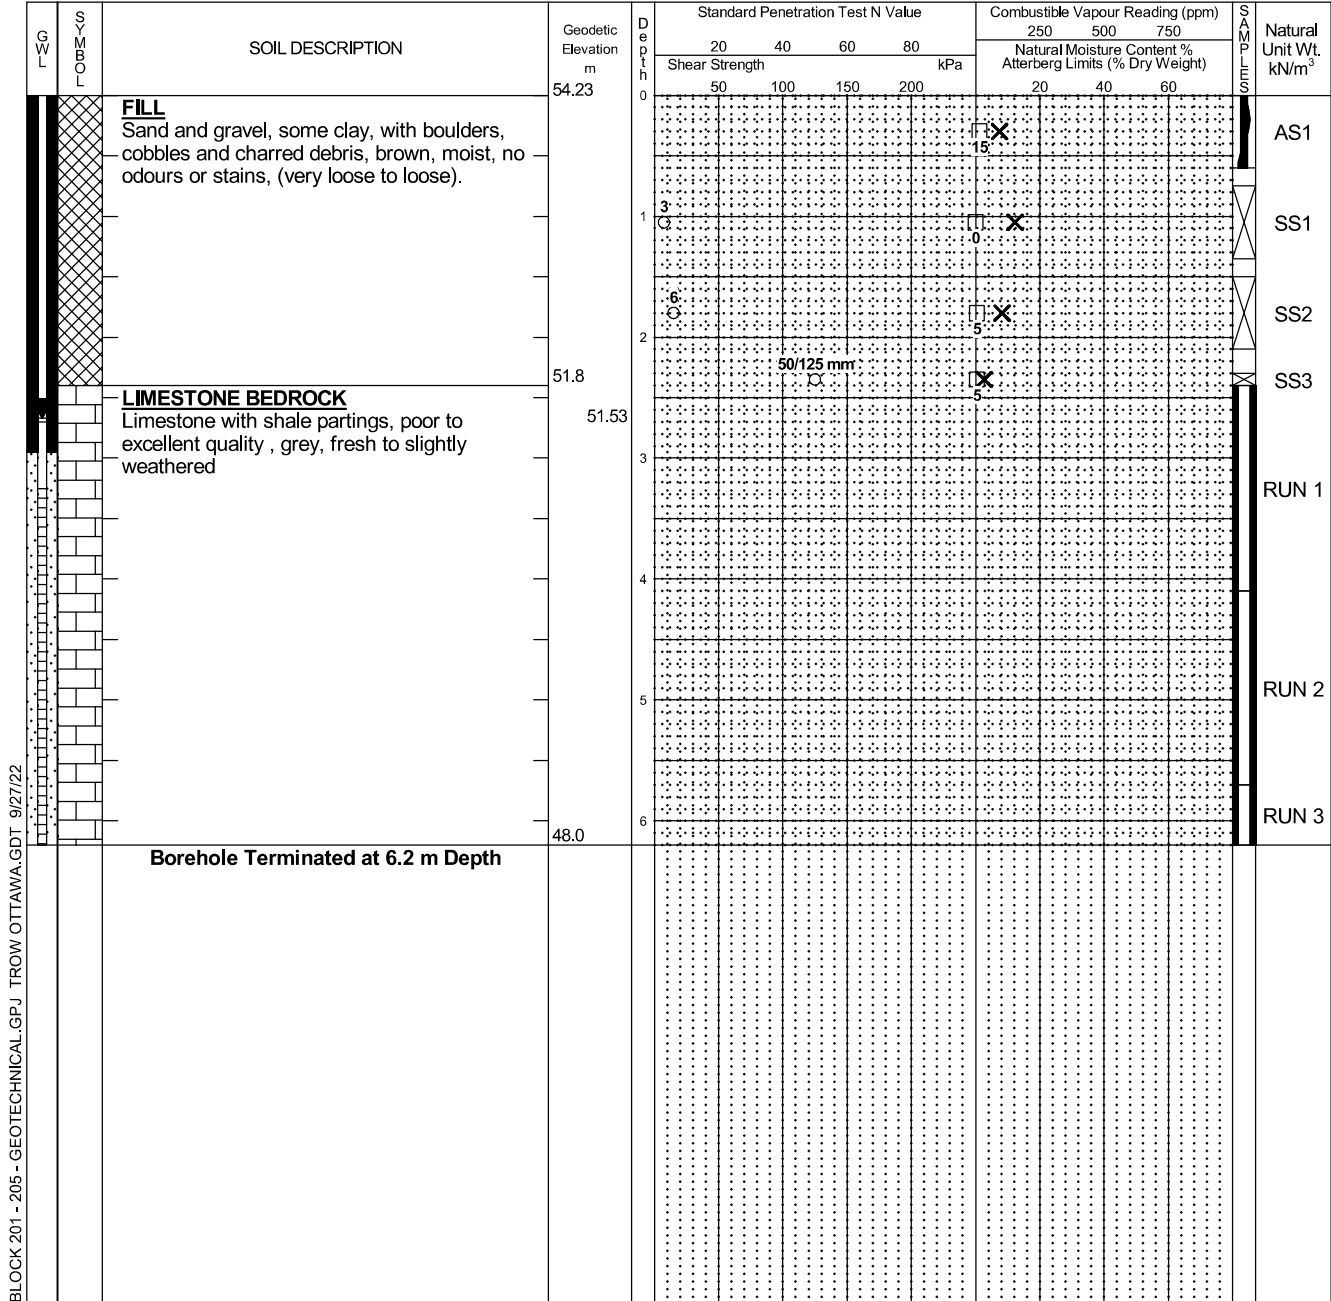 GWL
SYMBOL
SOIL DESCRIPTION
Geodetic
Elevation
m
Depth
Standard Penetration Test N Value
20 40 60 80
Shear Strength kPa
50 100 150 200
Combustible Vapour Reading (ppm)
250 500 750
Natural Moisture Content %
Atterberg Limits (% Dry Weight)
20 40 60
SAMPLES
Natural
Unit Wt.
kN/m³
54.23
0
FILL
Sand and gravel, some clay, with boulders,
cobbles and charred debris, brown, moist, no
odours or stains, (very loose to loose).
15
AS1
3
1
0
SS1
6
5
SS2
2
50/125 mm
5
SS3
51.8
LIMESTONE BEDROCK
Limestone with shale partings, poor to
excellent quality , grey, fresh to slightly
weathered
51.53
3
RUN 1
4
5
RUN 2
6
RUN 3
48.0
Borehole Terminated at 6.2 m Depth
BLOCK 201 - 205 - GEOTECHNICAL.GPJ TROW OTTAWA.GDT 9/27/22